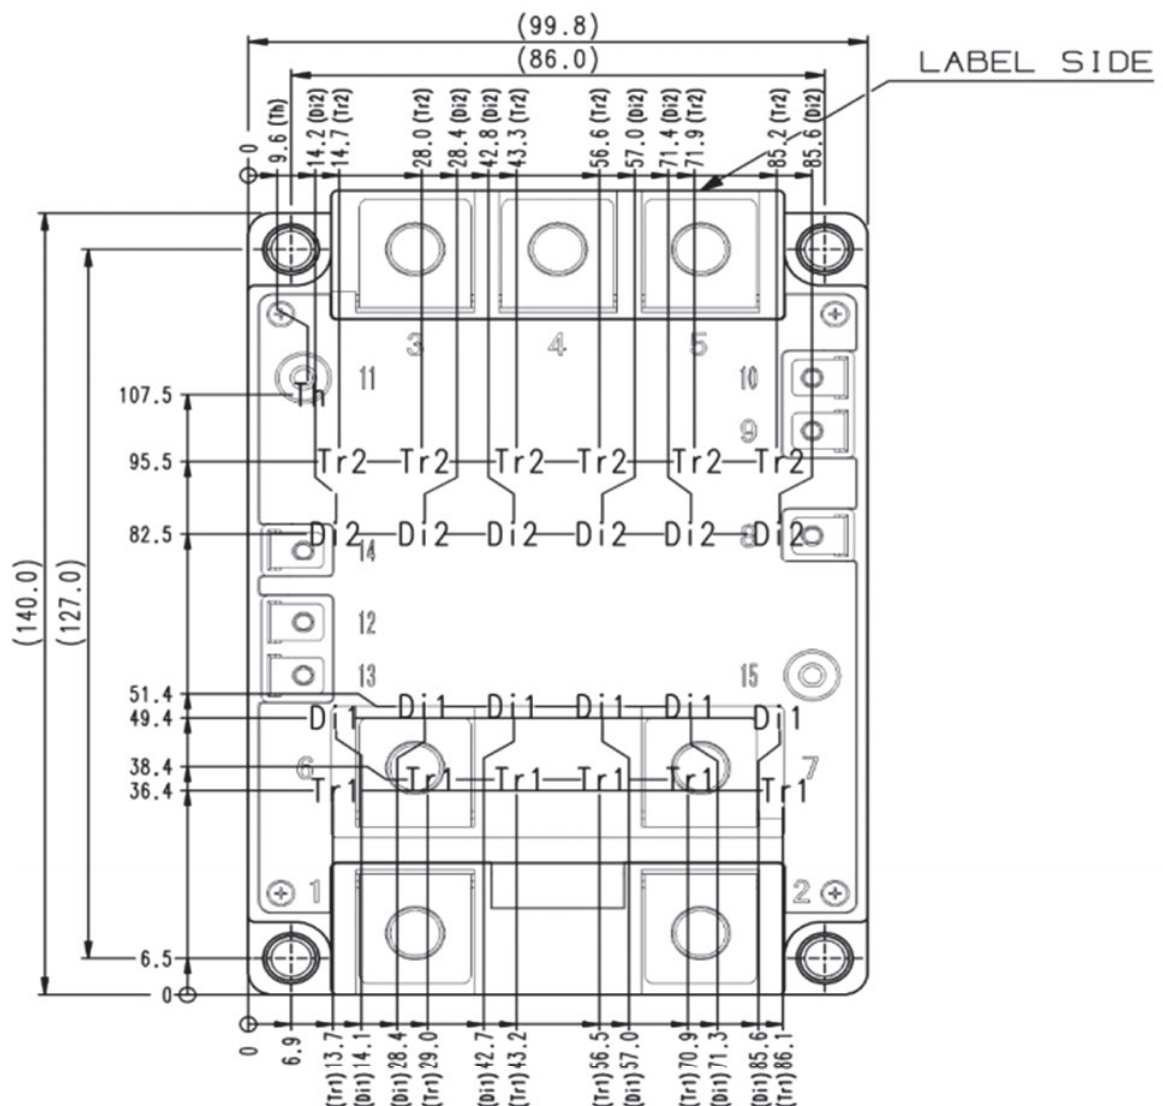 (99.8)
(86.0)
LABEL SIDE
0
9.6 (Th)
14.2 (Di2)
14.7 (Tr2)
28.0 (Tr2)
28.4 (Di2)
42.8 (Di2)
43.3 (Tr2)
56.6 (Tr2)
57.0 (Di2)
71.4 (Di2)
71.9 (Tr2)
85.2 (Tr2)
85.6 (Di2)
3 4 5
11 10
Th
107.5
9
95.5 Tr2 Tr2 Tr2 Tr2 Tr2 Tr2
82.5 Di2 Di2 Di2 Di2 Di2 8 Di2
14
(140.0)
(127.0)
12
13 15
51.4 Di1 Di1 Di1 Di1
49.4 Di1 Di1
6 7
38.4 Tr1 Tr1 Tr1 Tr1
36.4 Tr1 Tr1
1 2
6.5
0
0
6.9
(Tr1) 13.7
(Di1) 14.1
(Di1) 28.4
(Tr1) 29.0
(Di1) 42.7
(Tr1) 43.2
(Tr1) 56.5
(Di1) 57.0
(Tr1) 70.9
(Di1) 71.3
(Di1) 85.6
(Tr1) 86.1